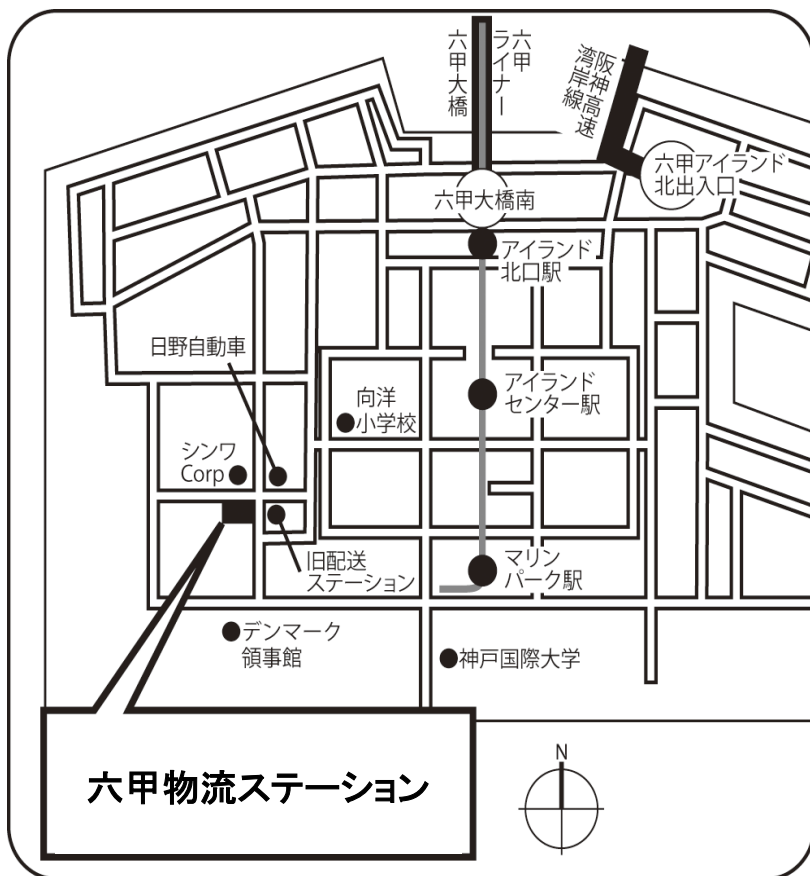 六甲大橋
六甲
ライナー
阪神高速
湾岸線
六甲アイランド
北出入口
六甲大橋南
アイランド
北口駅
日野自動車
向洋
小学校
アイランド
センター駅
シンワ
Corp
旧配送
ステーション
マリン
パーク駅
デンマーク
領事館
神戸国際大学
六甲物流ステーション
N